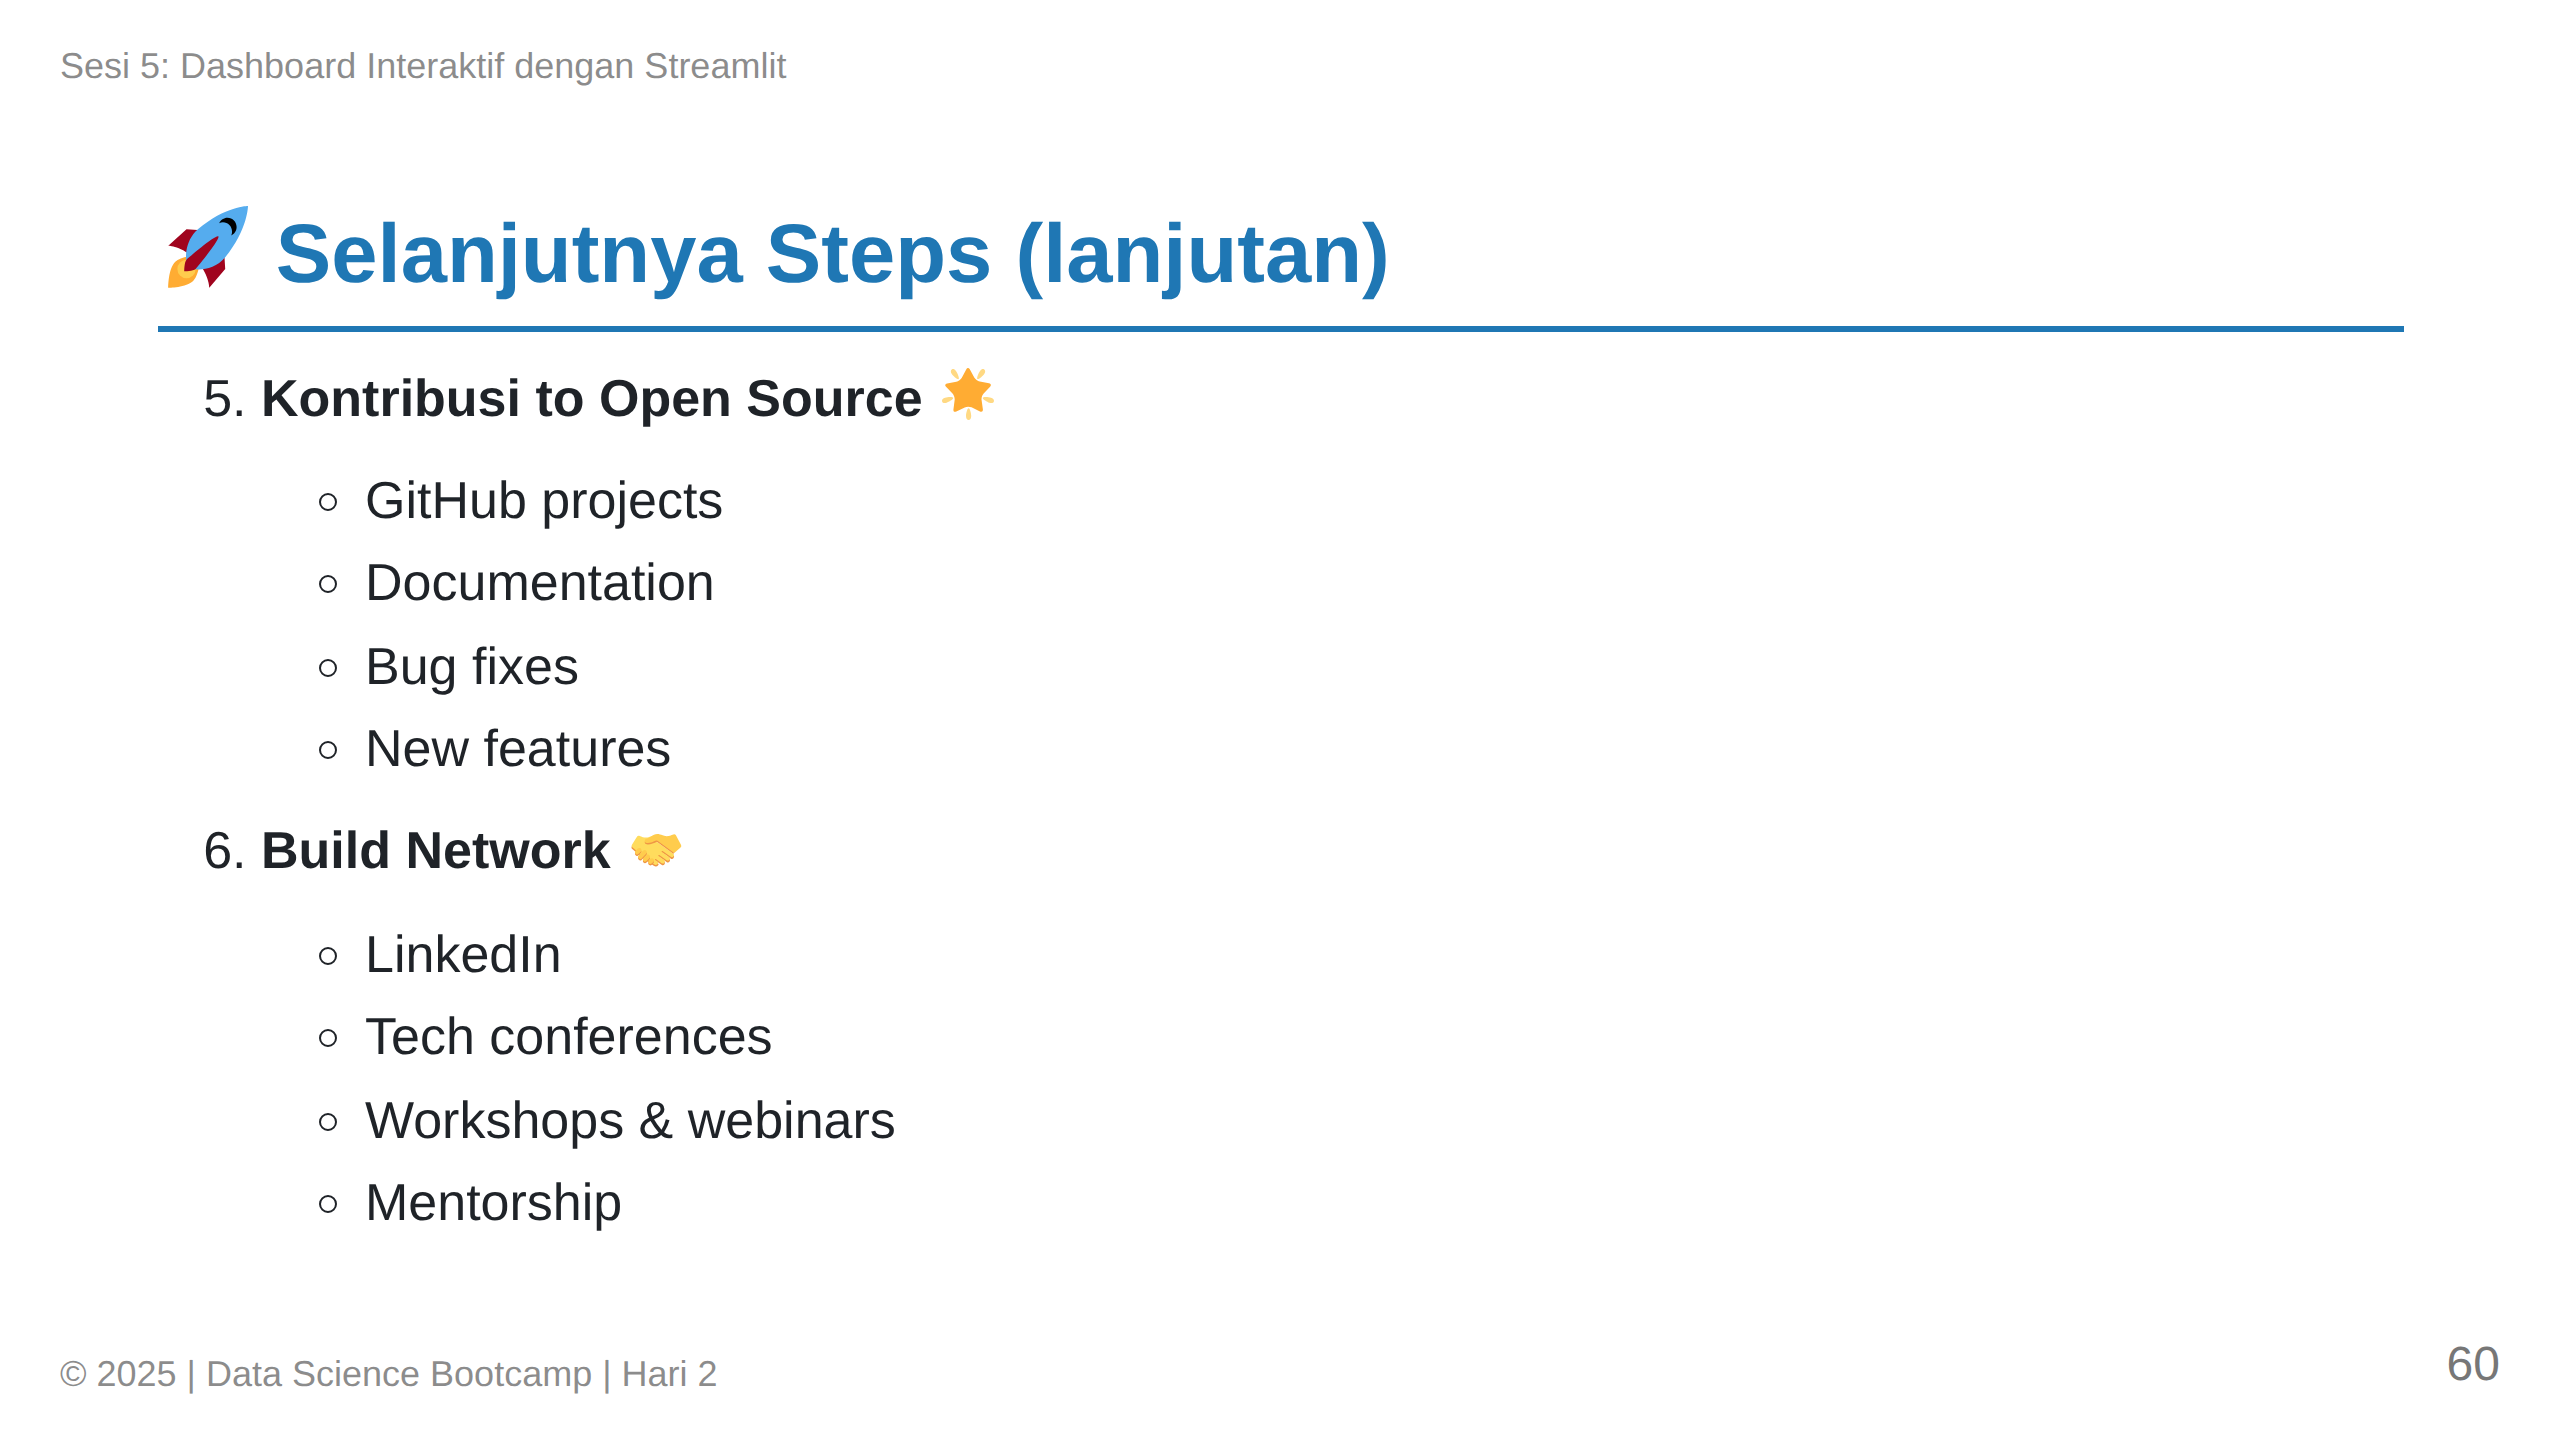 Sesi 5: Dashboard Interaktif dengan Streamlit
🚀 Selanjutnya Steps (lanjutan)
5. Kontribusi to Open Source 🌟
○ GitHub projects
○ Documentation
○ Bug fixes
○ New features
6. Build Network 🤝
○ LinkedIn
○ Tech conferences
○ Workshops & webinars
○ Mentorship
© 2025 | Data Science Bootcamp | Hari 2
60